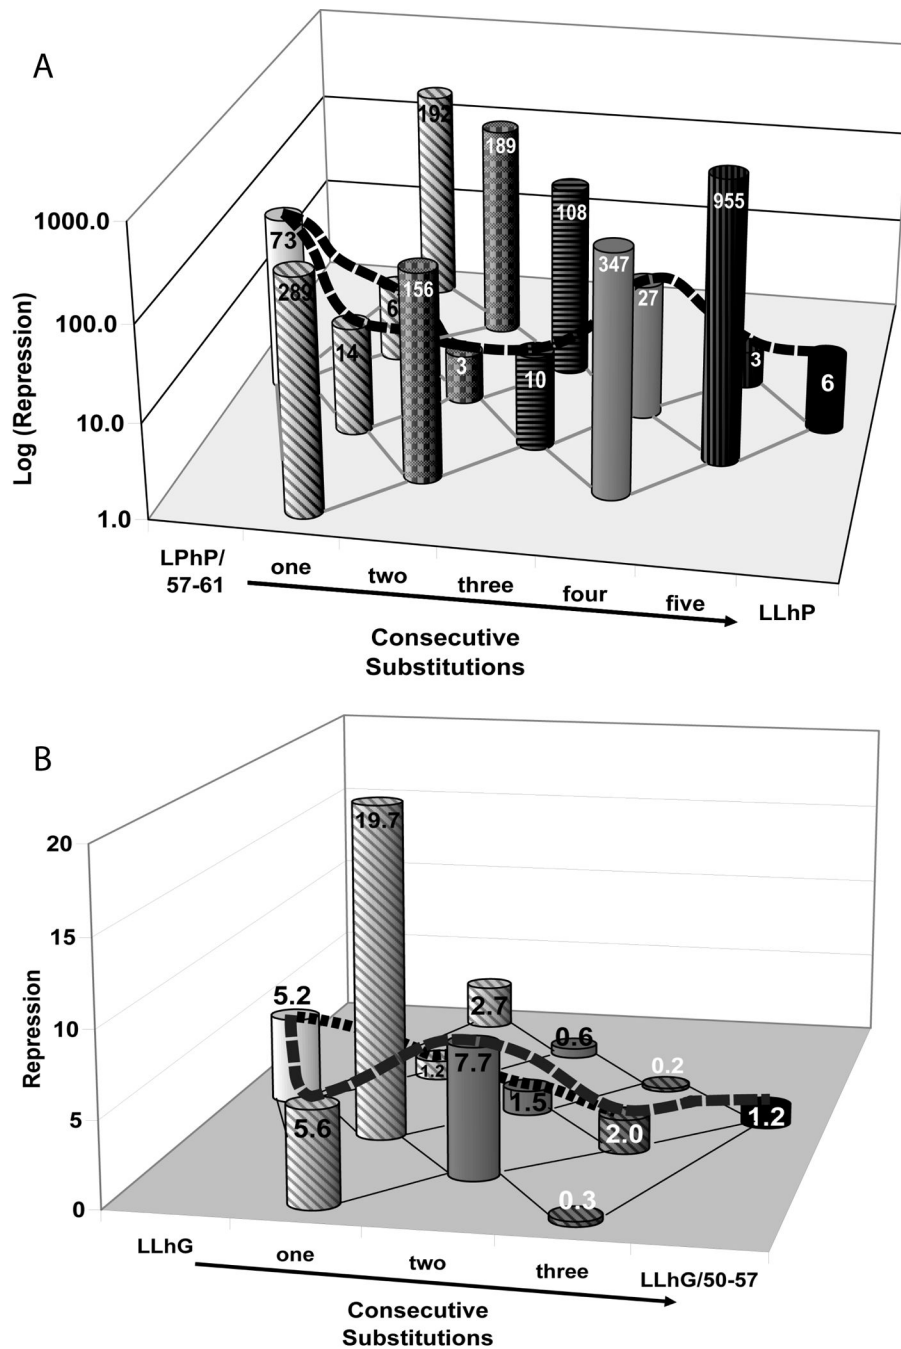 A
192
189
108
955
1000.0
73
347
289
156
6
27
100.0
14
3
3
10
6
10.0
1.0
Log (Repression)
LPhP/
57-61
one
two
three
four
five
LLhP
Consecutive
Substitutions
B
20
19.7
15
5.2
2.7
10
0.6
7.7
1.2
0.2
1.5
5.6
2.0
1.2
5
0.3
0
Repression
LLhG
one
two
three
LLhG/50-57
Consecutive
Substitutions